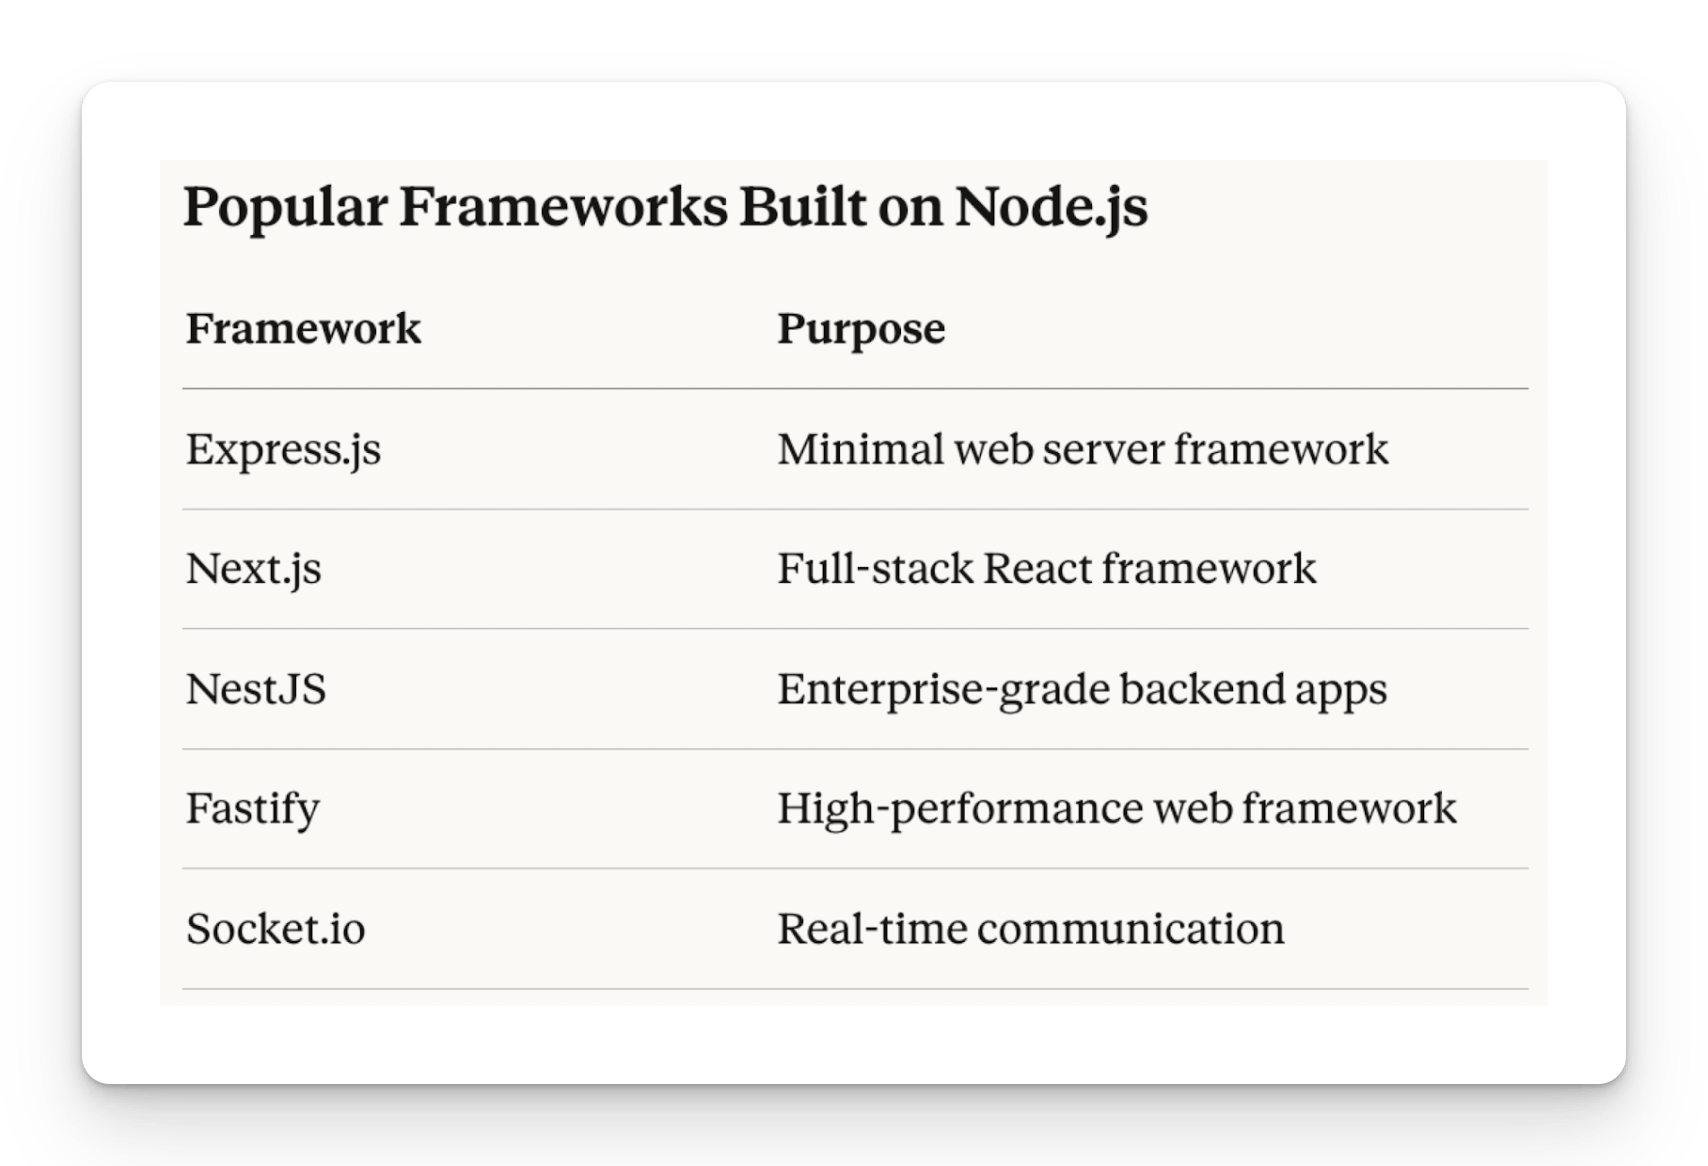 Popular Frameworks Built on Node.js
Framework Purpose
Express.js Minimal web server framework
Next.js Full-stack React framework
NestJS Enterprise-grade backend apps
Fastify High-performance web framework
Socket.io Real-time communication